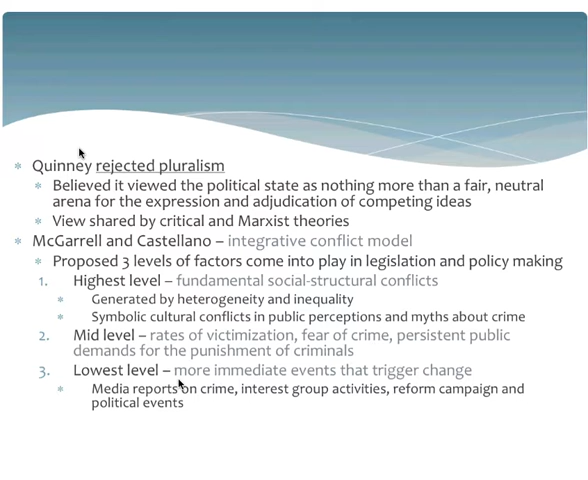 * Quinney rejected pluralism
* Believed it viewed the political state as nothing more than a fair, neutral
arena for the expression and adjudication of competing ideas
* View shared by critical and Marxist theories
* McGarrell and Castellano – integrative conflict model
* Proposed 3 levels of factors come into play in legislation and policy making
1. Highest level – fundamental social-structural conflicts
* Generated by heterogeneity and inequality
* Symbolic cultural conflicts in public perceptions and myths about crime
2. Mid level – rates of victimization, fear of crime, persistent public
demands for the punishment of criminals
3. Lowest level – more immediate events that trigger change
* Media reports on crime, interest group activities, reform campaign and
political events